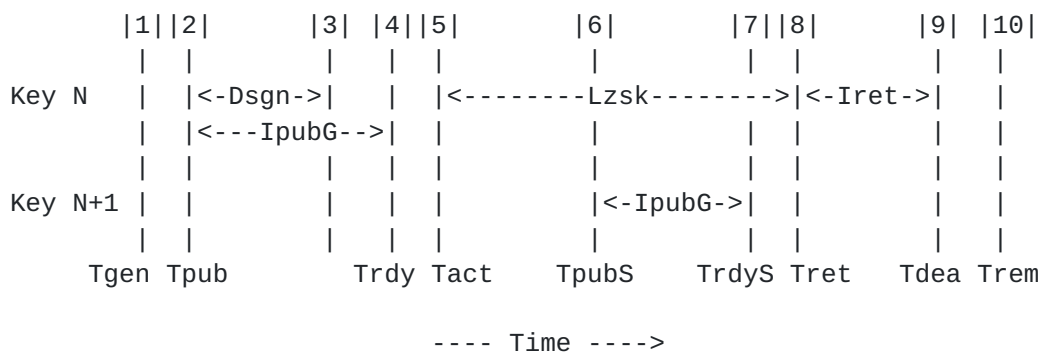 |1||2| |3| |4||5| |6| |7||8| |9| |10|
| | | | | | | | | |
Key N | |<-Dsgn->| | |<--------Lzsk-------->|<-Iret->| |
| |<---IpubG-->| | | | | | |
| | | | | | | | | |
Key N+1 | | | | | |<-IpubG->| | | |
| | | | | | | | | |
Tgen Tpub Trdy Tact TpubS TrdyS Tret Tdea Trem
---- Time ---->